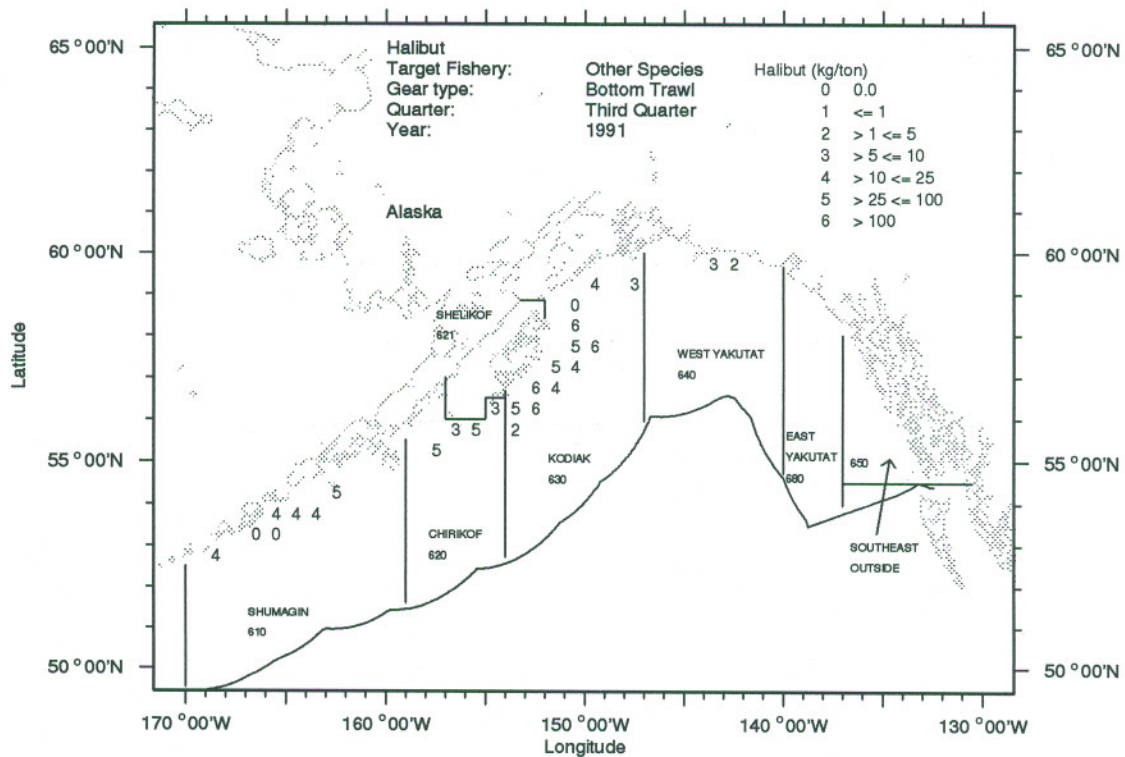 65 °00'N
65 °00'N
Halibut
Target Fishery: Other Species
Gear type: Bottom Trawl
Quarter: Third Quarter
Year: 1991
Halibut (kg/ton)
0 0.0
1 <= 1
2 > 1 <= 5
3 > 5 <= 10
4 > 10 <= 25
5 > 25 <= 100
6 > 100
Alaska
60 °00'N
60 °00'N
3 2
4 3
0
SHELIKOF
621
6
5 6
WEST YAKUTAT
640
5 4
6 4
3 5 6
3 5 2
5
EAST
YAKUTAT
680
650
KODIAK
630
55 °00'N
55 °00'N
5
4 4 4
0 0
4
CHIRIKOF
620
SOUTHEAST
OUTSIDE
SHUMAGIN
610
50 °00'N
50 °00'N
Latitude
170 °00'W 160 °00'W 150 °00'W 140 °00'W 130 °00'W
Longitude